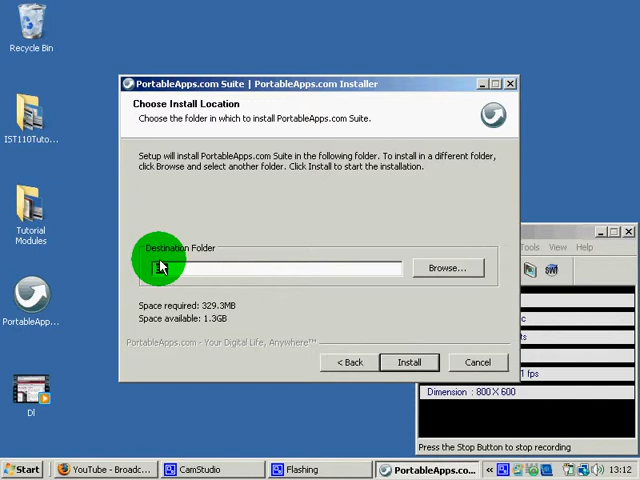 Recycle Bin
IST110Tuto...
Tutorial
Modules
PortableApp...
DI
PortableApps.com Suite | PortableApps.com Installer
Choose Install Location
Choose the folder in which to install PortableApps.com Suite.
Setup will install PortableApps.com Suite in the following folder. To install in a different folder,
click Browse and select another folder. Click Install to start the installation.
Destination Folder
Browse...
Space required: 329.3MB
Space available: 1.3GB
PortableApps.com - Your Digital Life, Anywhere™
< Back
Install
Cancel
Tools View Help
1 fps
Dimension : 800 X 600
Press the Stop Button to stop recording
Start
YouTube - Broadc...
CamStudio
Flashing
PortableApps.co...
13:12